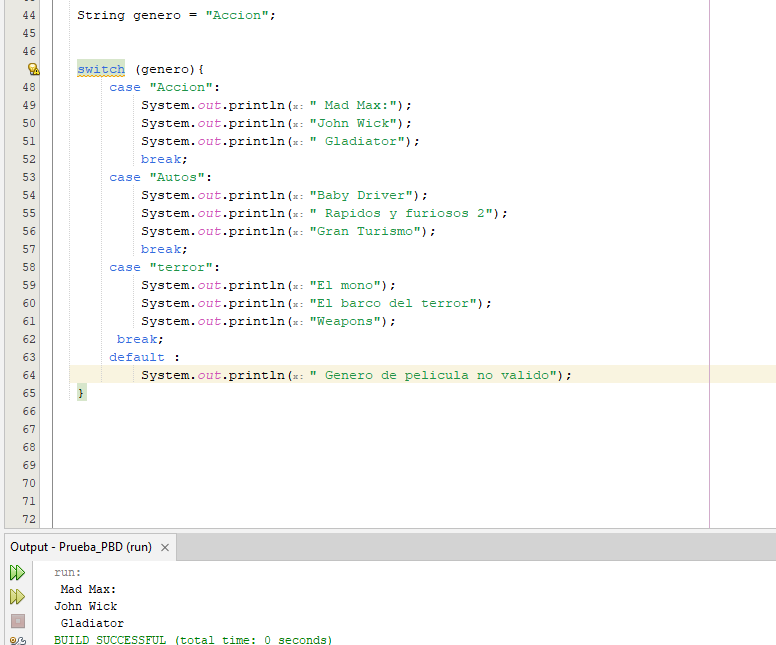 44 String genero = "Accion";
45
46
switch (genero){
48 case "Accion":
49 System.out.println(x: " Mad Max:");
50 System.out.println(x: "John Wick");
51 System.out.println(x: " Gladiator");
52 break;
53 case "Autos":
54 System.out.println(x: "Baby Driver");
55 System.out.println(x: " Rapidos y furiosos 2");
56 System.out.println(x: "Gran Turismo");
57 break;
58 case "terror":
59 System.out.println(x: "El mono");
60 System.out.println(x: "El barco del terror");
61 System.out.println(x: "Weapons");
62 break;
63 default :
64 System.out.println(x: " Genero de pelicula no valido");
65 }
66
67
68
69
70
71
72
Output - Prueba_PBD (run) ×
run:
 Mad Max:
John Wick
 Gladiator
BUILD SUCCESSFUL (total time: 0 seconds)